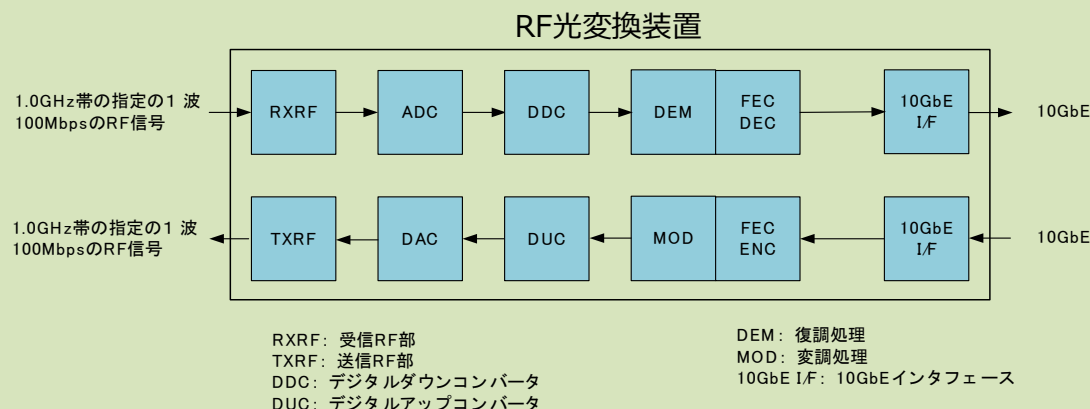 RF光変換装置
1.0GHz帯の指定の1 波
100MbpsのRF信号
RXRF
ADC
DDC
DEM
FEC
DEC
10GbE
I/F
10GbE
1.0GHz帯の指定の1 波
100MbpsのRF信号
TXRF
DAC
DUC
MOD
FEC
ENC
10GbE
I/F
10GbE
RXRF: 受信RF部
TXRF: 送信RF部
DDC: デジタルダウンコンバータ
DUC: デジタルアップコンバータ
DEM: 復調処理
MOD: 変調処理
10GbE I/F: 10GbEインタフェース